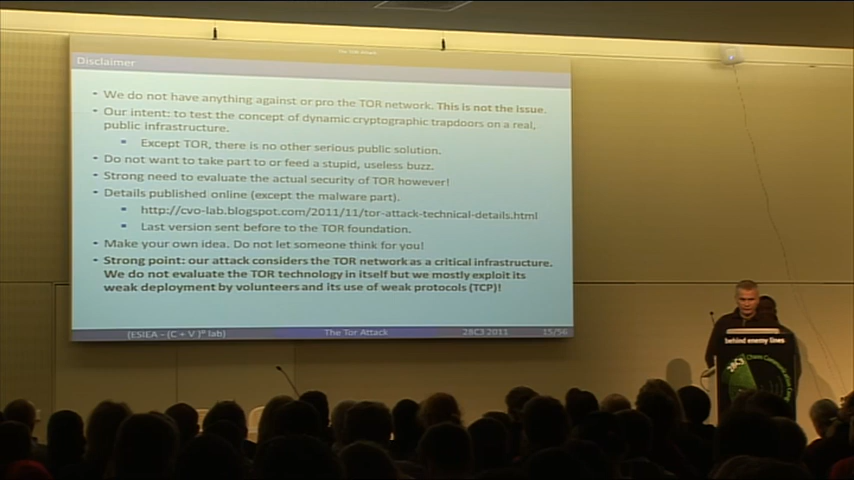 The Tor Attack
Disclaimer
We do not have anything against or pro the TOR network. This is not the issue.
Our intent: to test the concept of dynamic cryptographic trapdoors on a real,
public infrastructure.
Except TOR, there is no other serious public solution.
Do not want to take part to or feed a stupid, useless buzz.
Strong need to evaluate the actual security of TOR however!
Details published online (except the malware part).
http://cvo-lab.blogspot.com/2011/11/tor-attack-technical-details.html
Last version sent before to the TOR foundation.
Make your own idea. Do not let someone think for you!
Strong point: our attack considers the TOR network as a critical infrastructure.
We do not evaluate the TOR technology in itself but we mostly exploit its
weak deployment by volunteers and its use of weak protocols (TCP)!
(ESIEA - (C + V)º lab) The Tor Attack 28C3 2011 15/56
behind enemy lines
28C3 Chaos Communication